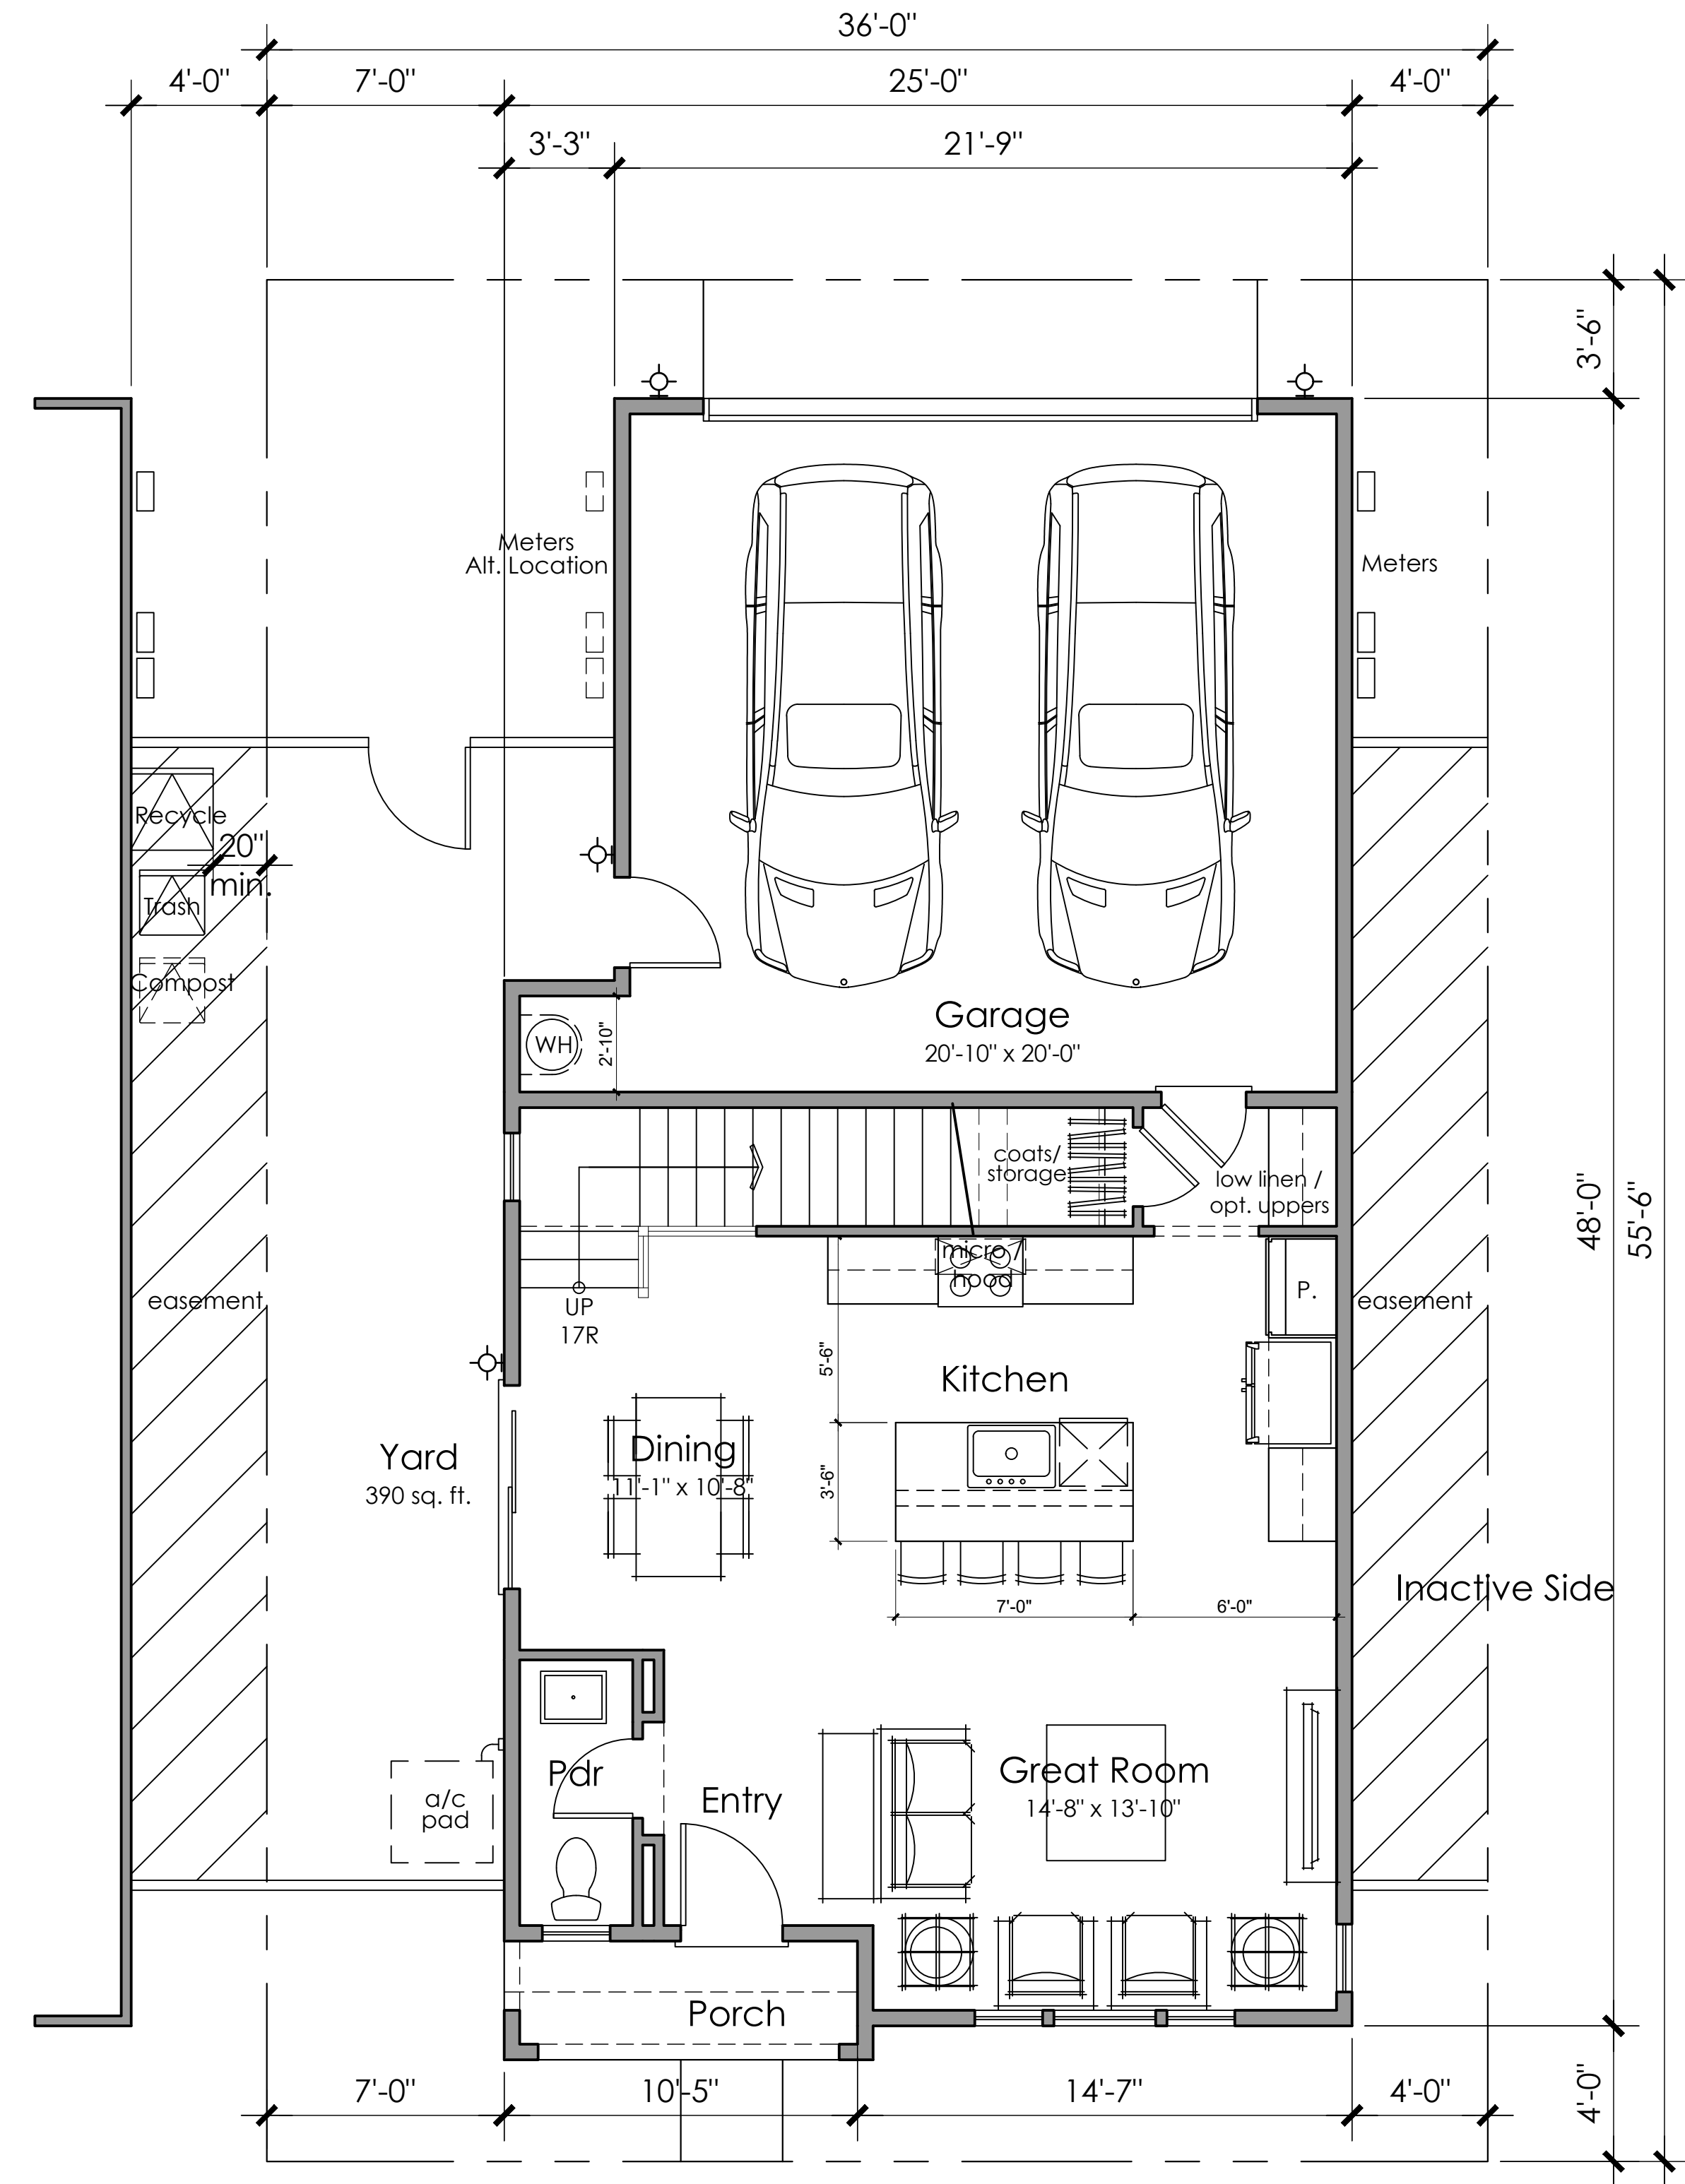 36'-0"
4'-0"
7'-0"
25'-0"
4'-0"
3'-3"
21'-9"
3'-6"
Meters
Alt. Location
Meters
Recycle
20"
min.
Trash
Compost
Garage
20'-10" x 20'-0"
WH
2'-10"
coats/
storage
low linen /
opt. uppers
48'-0"
55'-6"
micro /
hood
easement
UP
17R
P.
easement
5'-6"
Kitchen
Yard
390 sq. ft.
Dining
11'-1" x 10'-8"
3'-6"
Inactive Side
7'-0"
6'-0"
Pdr
Entry
Great Room
14'-8" x 13'-10"
a/c
pad
Porch
7'-0"
10'-5"
14'-7"
4'-0"
4'-0"